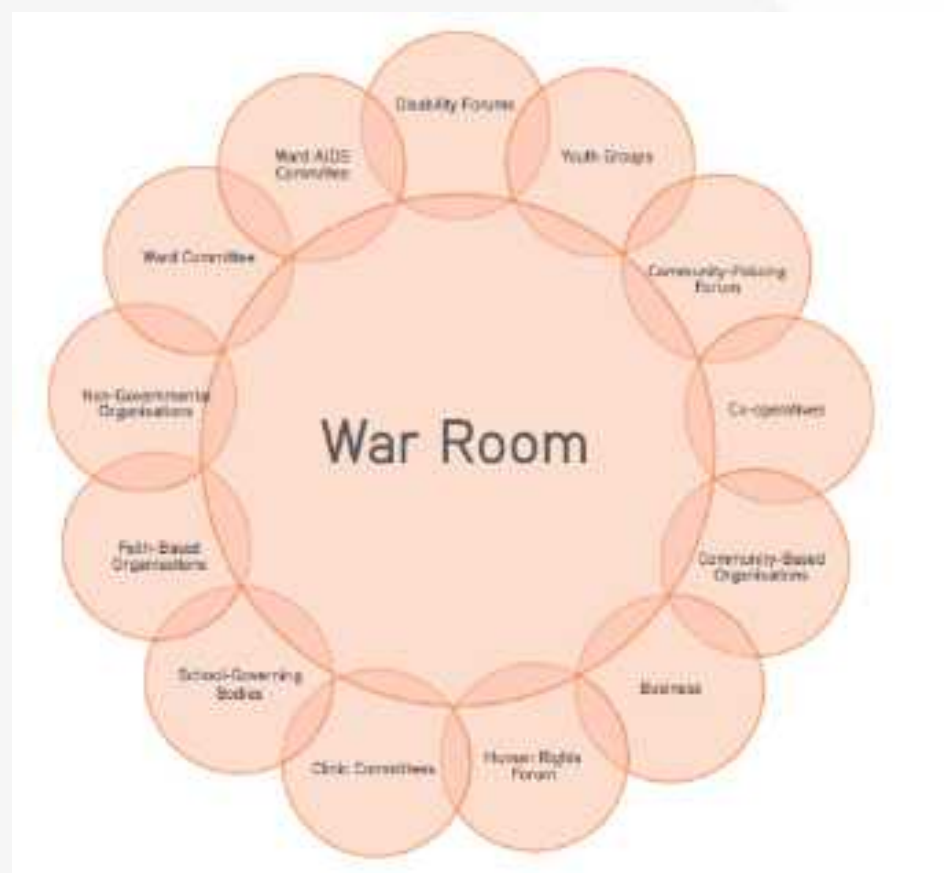 Disability Forums
Youth Groups
Community-Policing
Forum
Co-operatives
Community-Based
Organisations
Business
Human Rights
Forum
Clinic Committees
School-Governing
Bodies
Faith-Based
Organisations
Non-Governmental
Organisations
Ward Committee
Ward AIDS
Committee
War Room